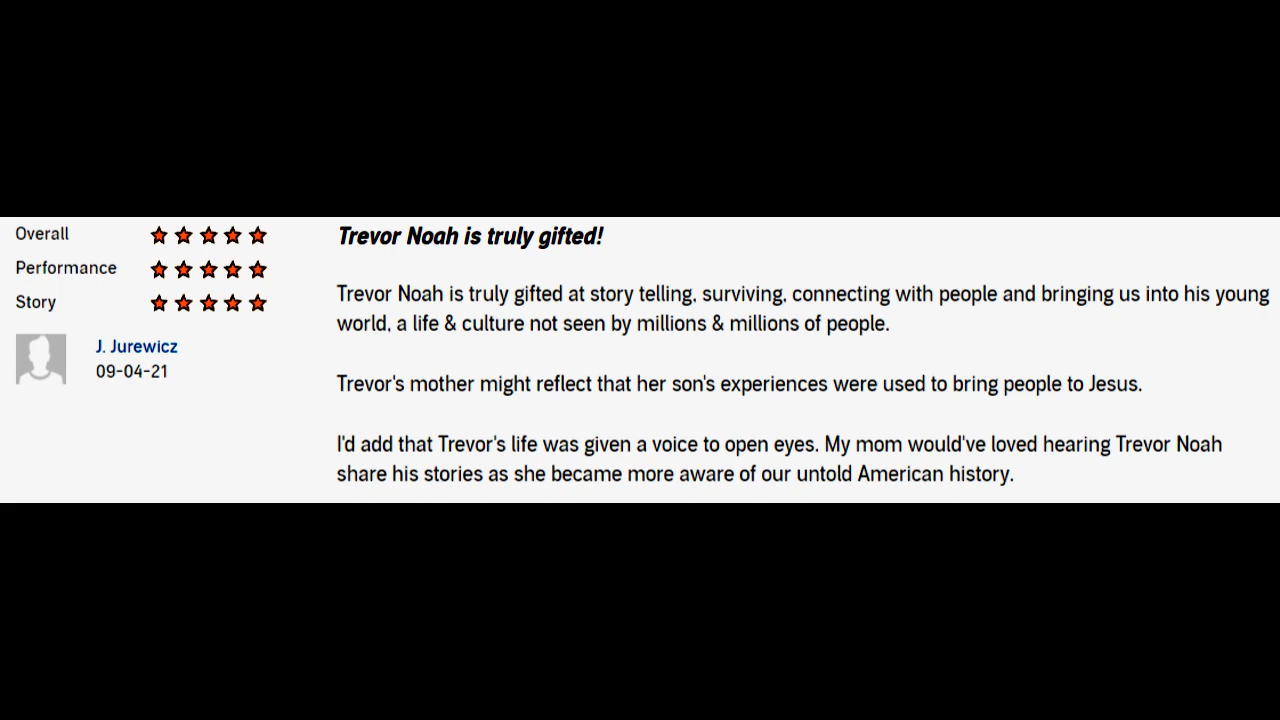 Overall
Performance
Story
J. Jurewicz
09-04-21
Trevor Noah is truly gifted!
Trevor Noah is truly gifted at story telling, surviving, connecting with people and bringing us into his young
world, a life & culture not seen by millions & millions of people.
Trevor's mother might reflect that her son's experiences were used to bring people to Jesus.
I'd add that Trevor's life was given a voice to open eyes. My mom would've loved hearing Trevor Noah
share his stories as she became more aware of our untold American history.